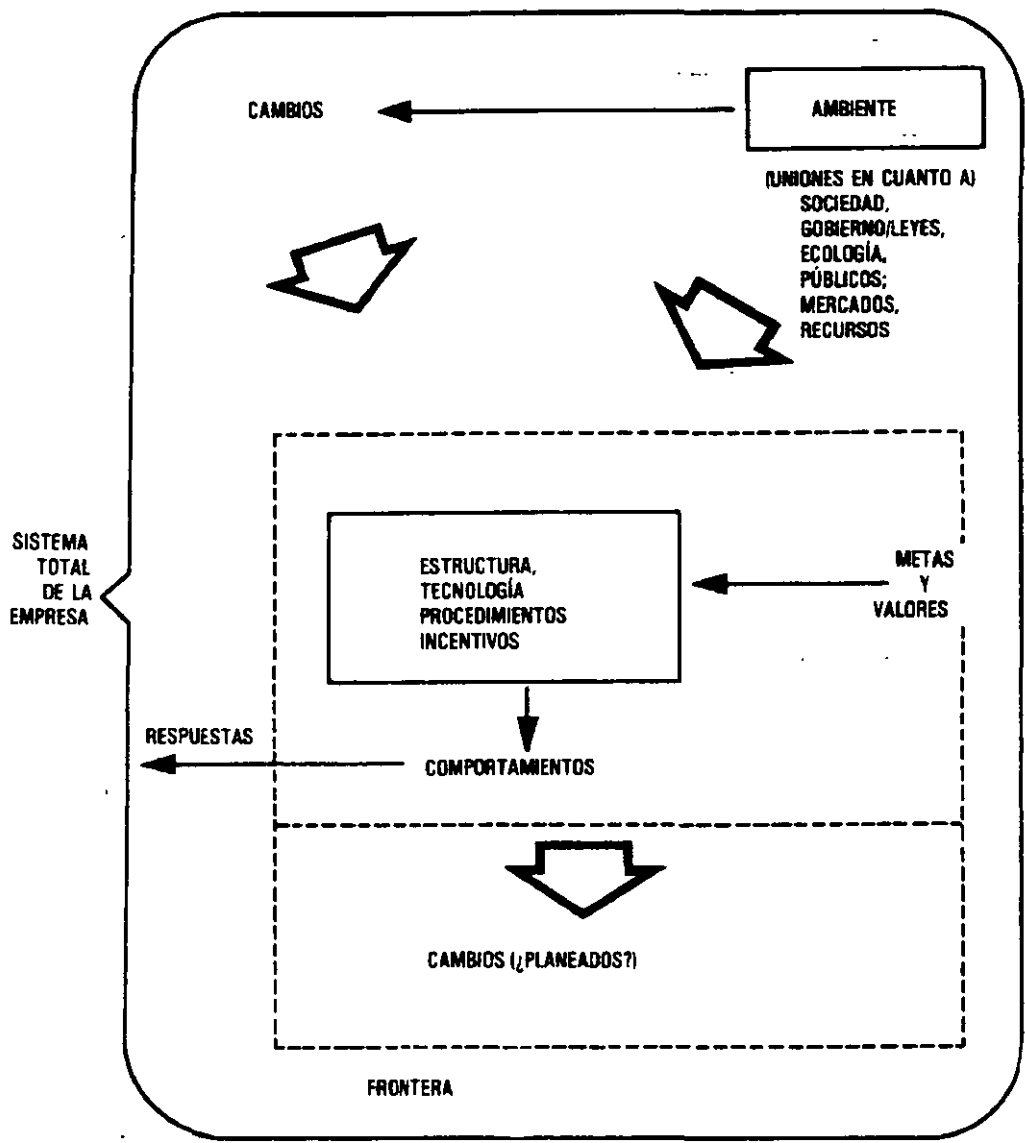 CAMBIOS
AMBIENTE
(UNIONES EN CUANTO A)
SOCIEDAD,
GOBIERNO/LEYES,
ECOLOGÍA,
PÚBLICOS;
MERCADOS,
RECURSOS
SISTEMA
TOTAL
DE LA
EMPRESA
ESTRUCTURA,
TECNOLOGÍA
PROCEDIMIENTOS
INCENTIVOS
METAS
Y
VALORES
RESPUESTAS
COMPORTAMIENTOS
CAMBIOS (¿PLANEADOS?)
FRONTERA